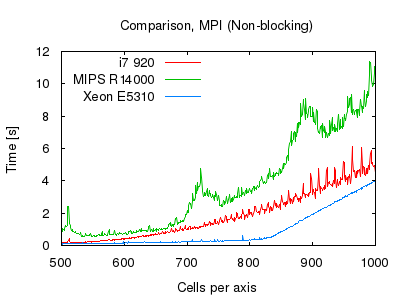 Comparison, MPI (Non-blocking)
12
10
8
6
4
2
0
Time [s]
i7 920
MIPS R14000
Xeon E5310
500 600 700 800 900 1000
Cells per axis